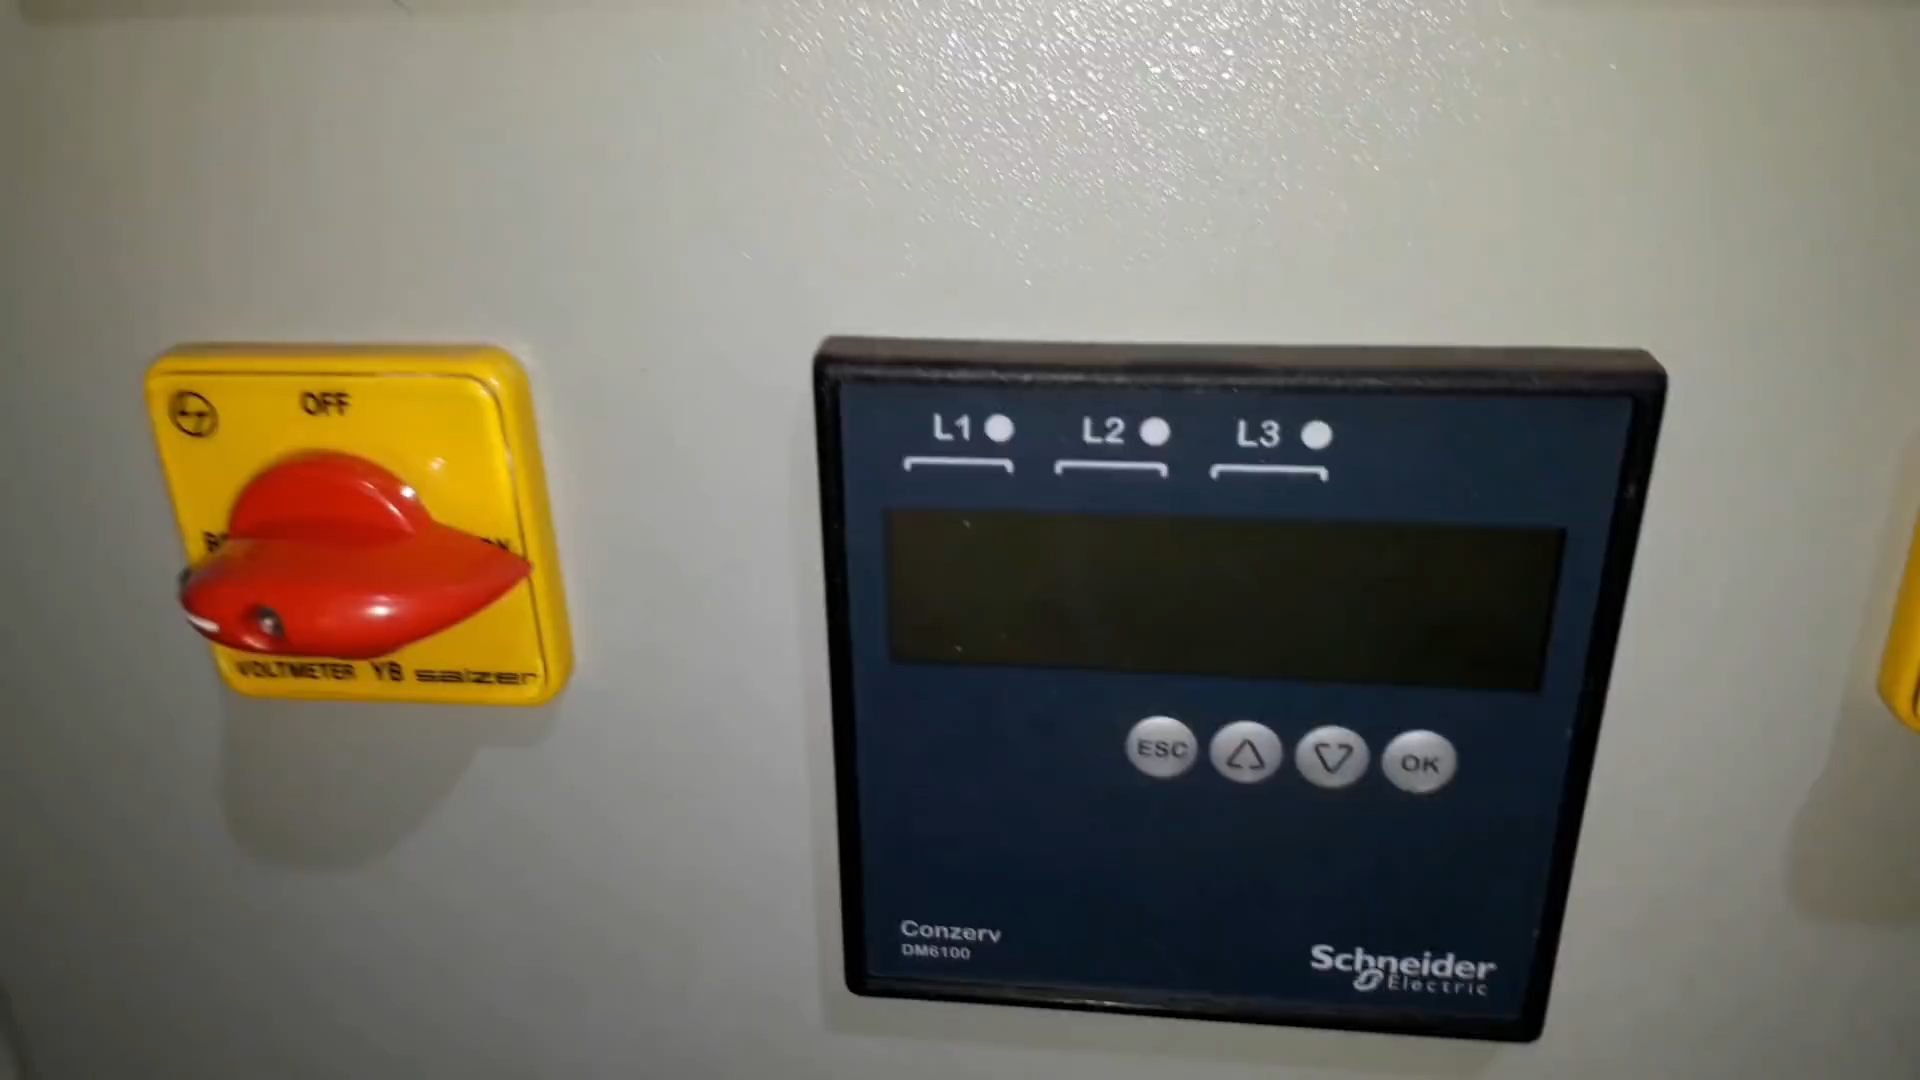 OFF
VOLTMETER YB salzer
L1 L2 L3
ESC OK
Conzerv
DM6100
Schneider
Electric